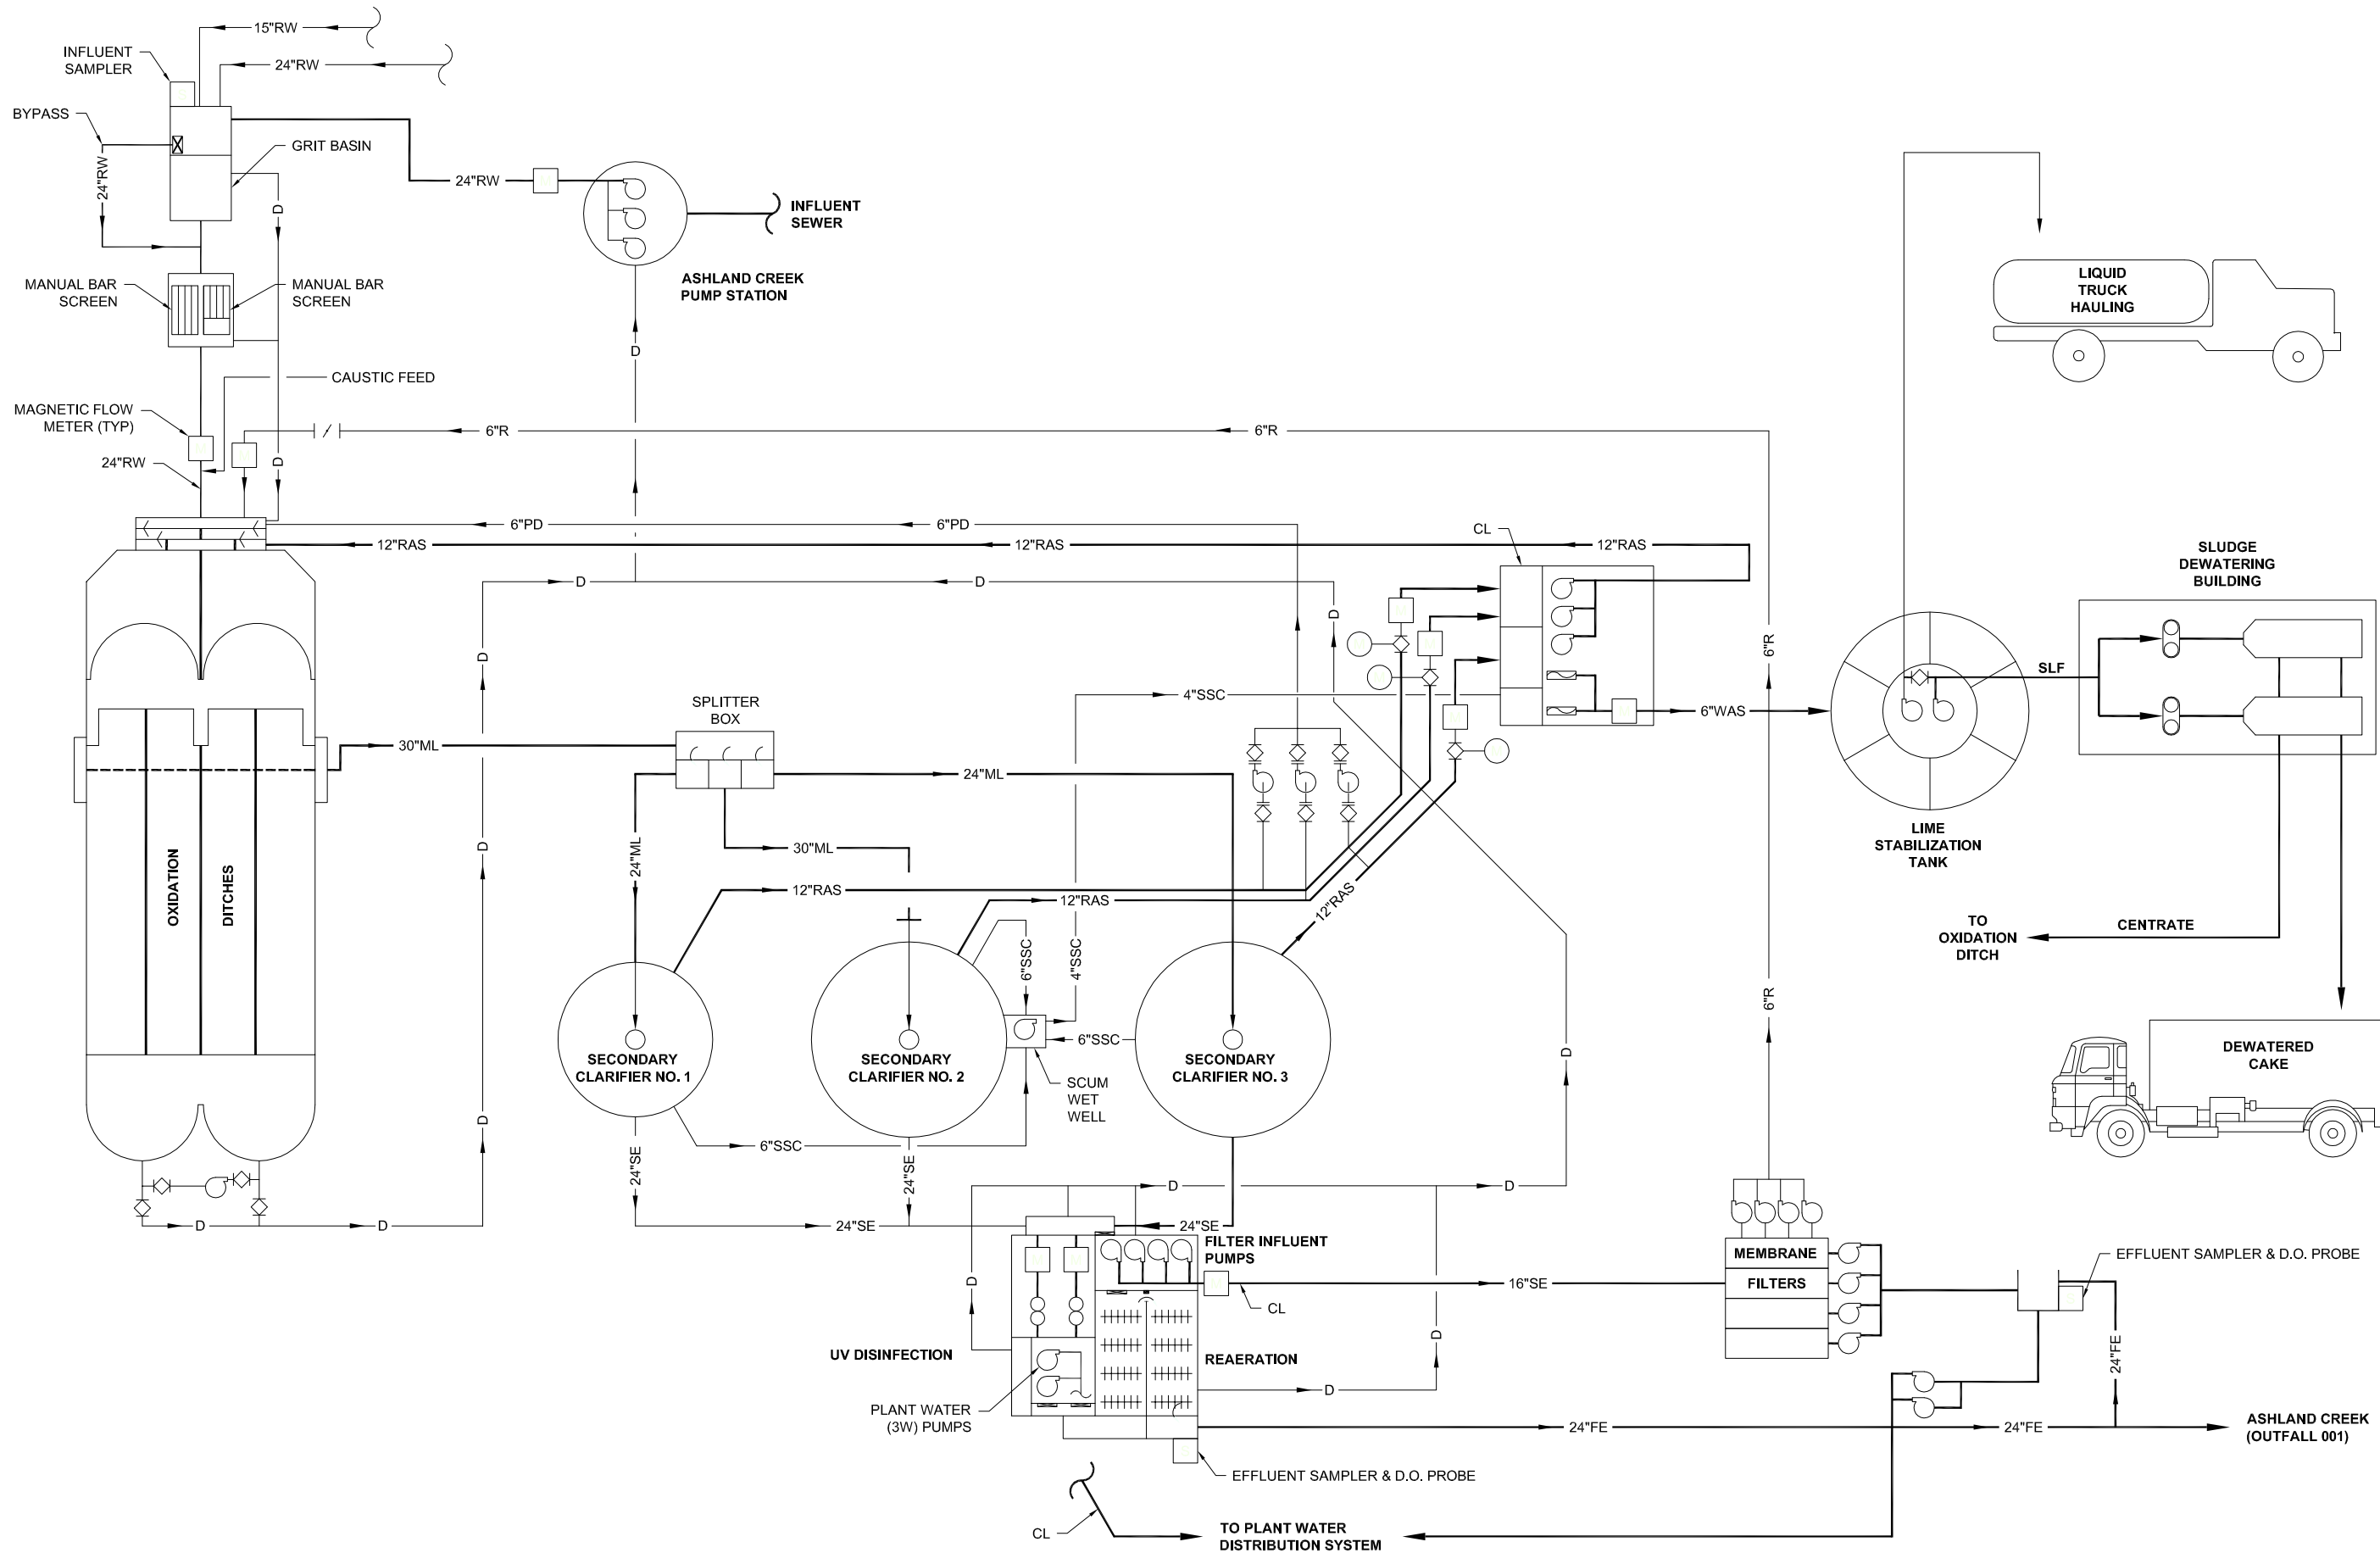 15"RW
INFLUENT
SAMPLER
24"RW
BYPASS
24"RW
GRIT BASIN
D
24"RW
INFLUENT
SEWER
ASHLAND CREEK
PUMP STATION
MANUAL BAR
SCREEN
MANUAL BAR
SCREEN
D
CAUSTIC FEED
MAGNETIC FLOW
METER (TYP)
24"RW
D
6"R
6"R
6"PD
6"PD
12"RAS
12"RAS
12"RAS
CL
D
D
D
D
LIQUID
TRUCK
HAULING
SLUDGE
DEWATERING
BUILDING
6"R
SLF
4"SSC
6"WAS
SPLITTER
BOX
30"ML
24"ML
24"ML
30"ML
D
OXIDATION
DITCHES
LIME
STABILIZATION
TANK
12"RAS
12"RAS
12"RAS
6"SSC
4"SSC
TO
OXIDATION
DITCH
CENTRATE
6"R
6"SSC
SECONDARY
CLARIFIER NO. 1
SECONDARY
CLARIFIER NO. 2
SECONDARY
CLARIFIER NO. 3
SCUM
WET
WELL
D
DEWATERED
CAKE
D
6"SSC
24"SE
24"SE
D
D
D
D
24"SE
24"SE
FILTER INFLUENT
PUMPS
MEMBRANE
FILTERS
EFFLUENT SAMPLER & D.O. PROBE
D
16"SE
CL
D
24"FE
UV DISINFECTION
REAERATION
D
PLANT WATER
(3W) PUMPS
24"FE
24"FE
ASHLAND CREEK
(OUTFALL 001)
EFFLUENT SAMPLER & D.O. PROBE
CL
TO PLANT WATER
DISTRIBUTION SYSTEM